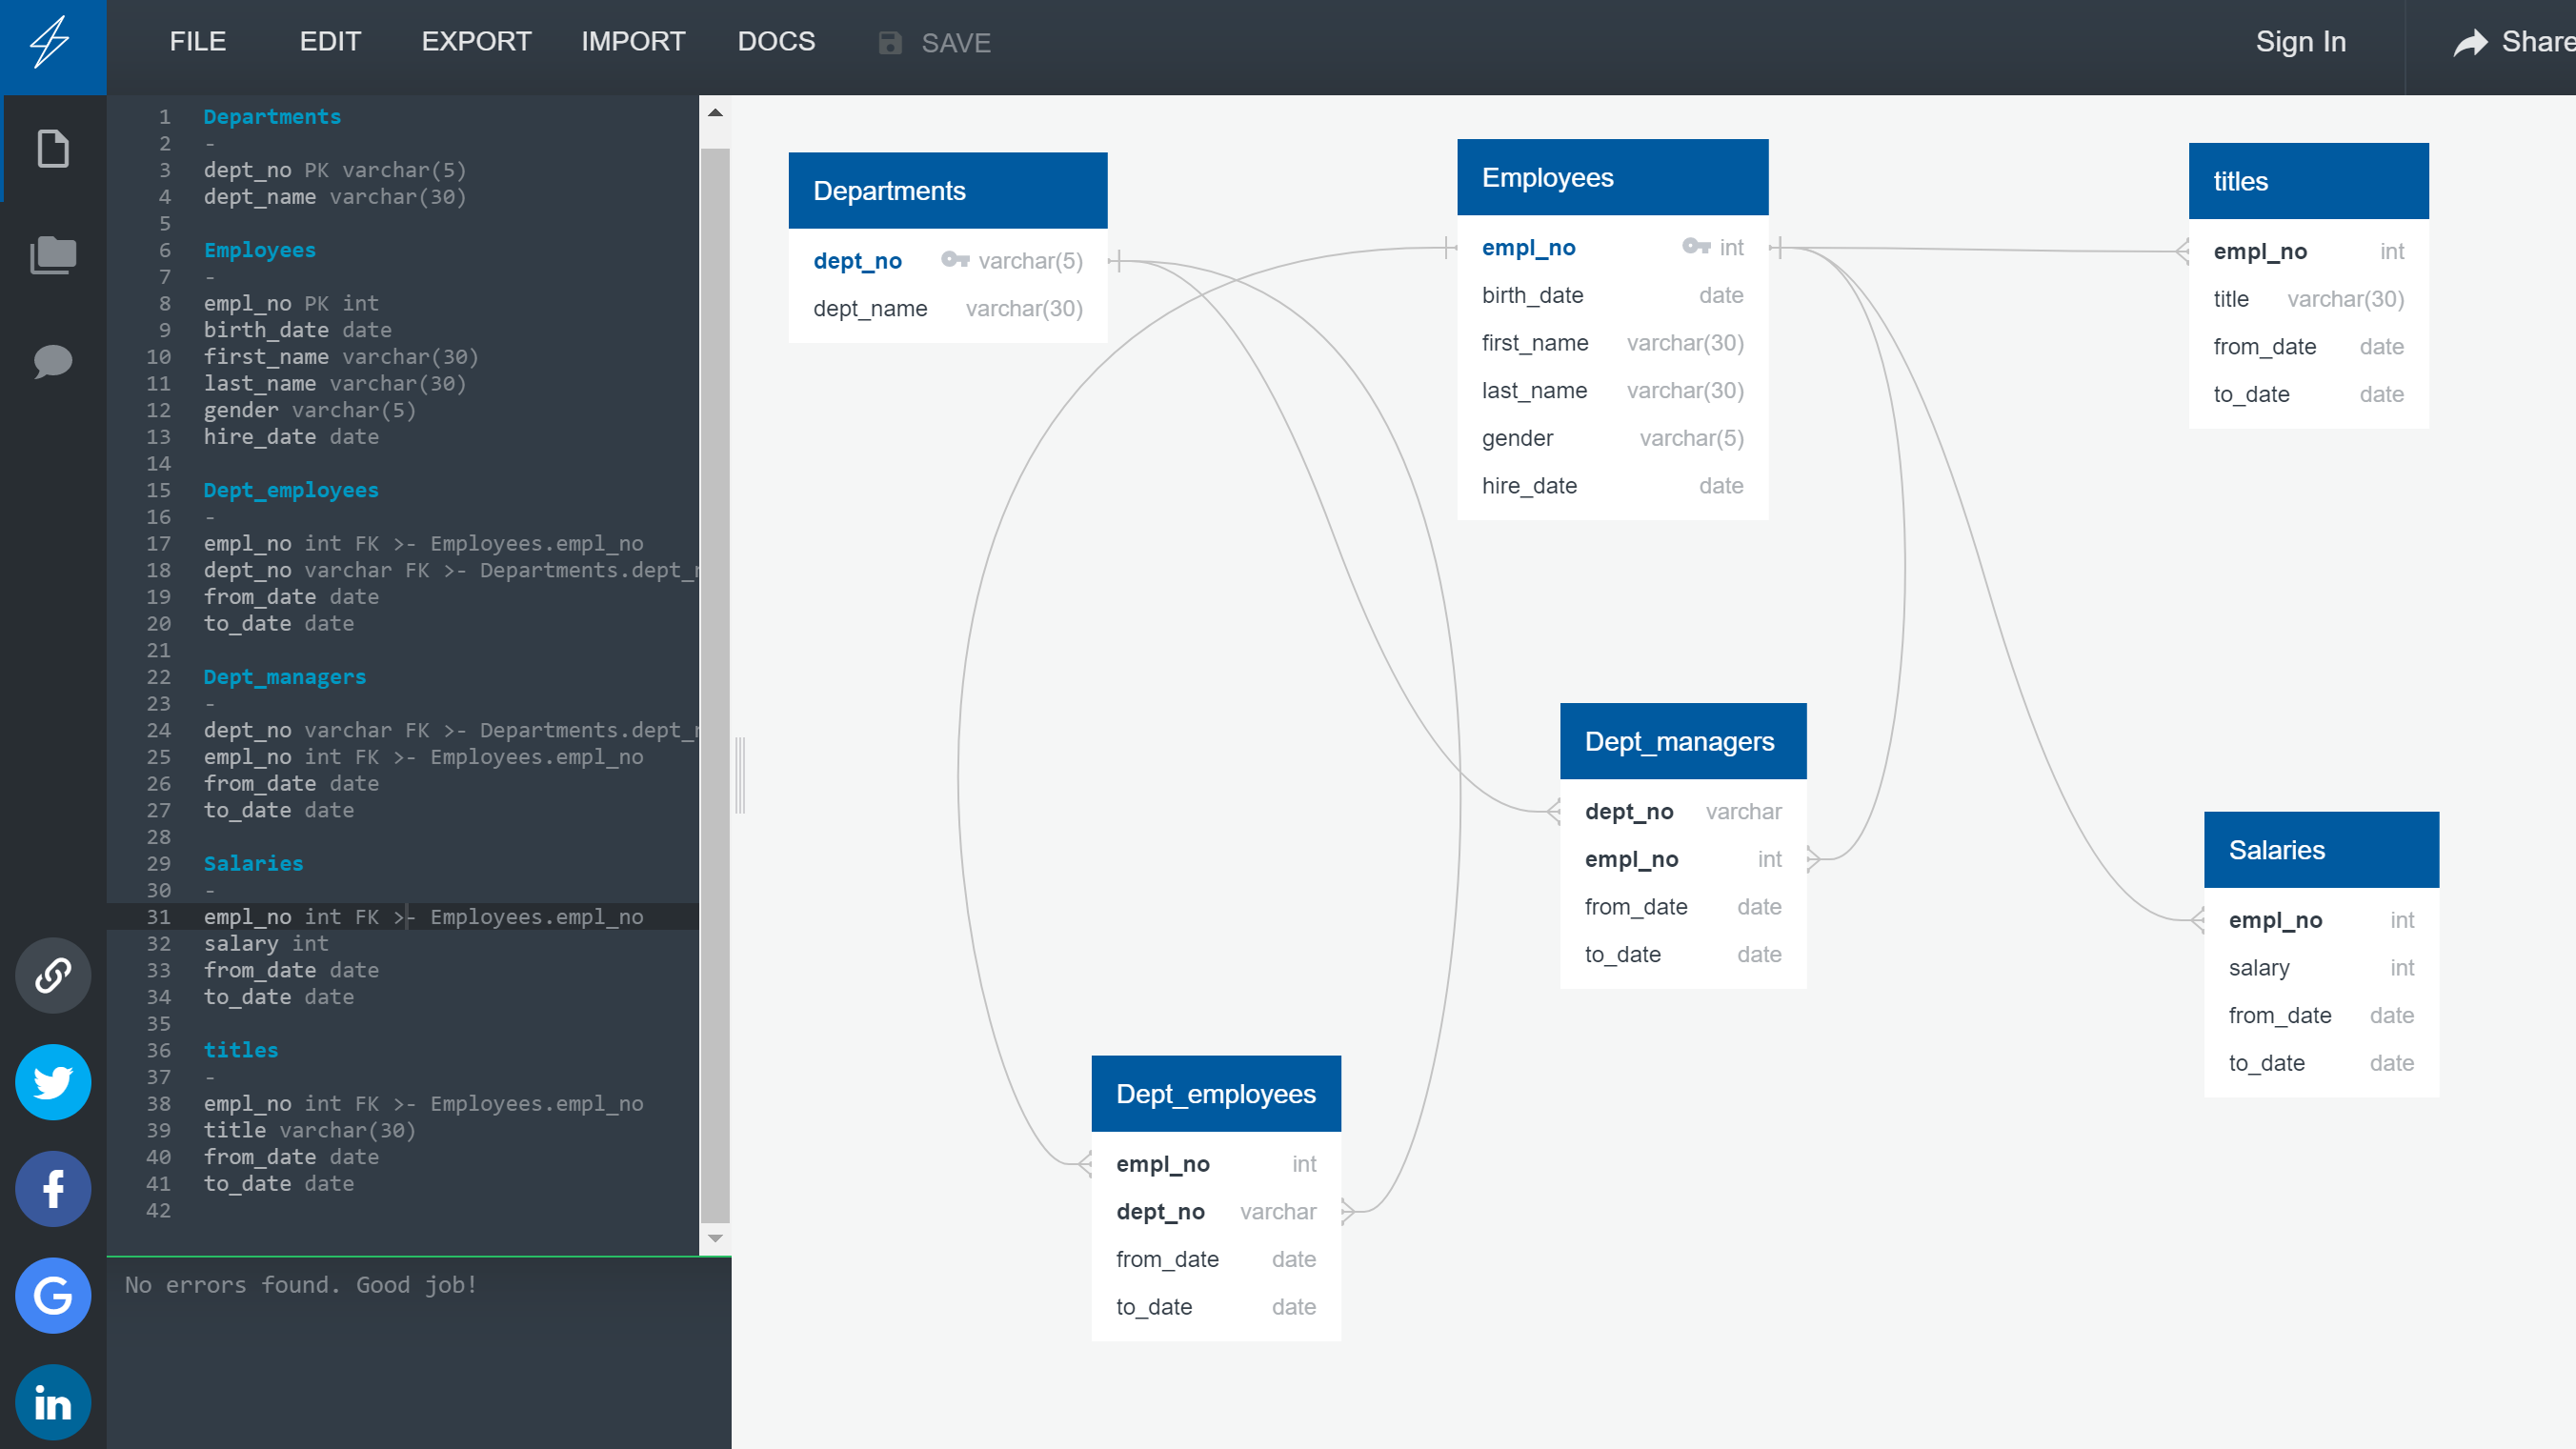 FILE EDIT EXPORT IMPORT DOCS SAVE Sign In Share
1 Departments
2 -
3 dept_no PK varchar(5)
4 dept_name varchar(30)
5
6 Employees
7 -
8 empl_no PK int
9 birth_date date
10 first_name varchar(30)
11 last_name varchar(30)
12 gender varchar(5)
13 hire_date date
14
15 Dept_employees
16 -
17 empl_no int FK >- Employees.empl_no
18 dept_no varchar FK >- Departments.dept_n
19 from_date date
20 to_date date
21
22 Dept_managers
23 -
24 dept_no varchar FK >- Departments.dept_n
25 empl_no int FK >- Employees.empl_no
26 from_date date
27 to_date date
28
29 Salaries
30 -
31 empl_no int FK >- Employees.empl_no
32 salary int
33 from_date date
34 to_date date
35
36 titles
37 -
38 empl_no int FK >- Employees.empl_no
39 title varchar(30)
40 from_date date
41 to_date date
42
No errors found. Good job!
Departments
dept_no varchar(5)
dept_name varchar(30)
Employees
empl_no int
birth_date date
first_name varchar(30)
last_name varchar(30)
gender varchar(5)
hire_date date
titles
empl_no int
title varchar(30)
from_date date
to_date date
Dept_managers
dept_no varchar
empl_no int
from_date date
to_date date
Salaries
empl_no int
salary int
from_date date
to_date date
Dept_employees
empl_no int
dept_no varchar
from_date date
to_date date